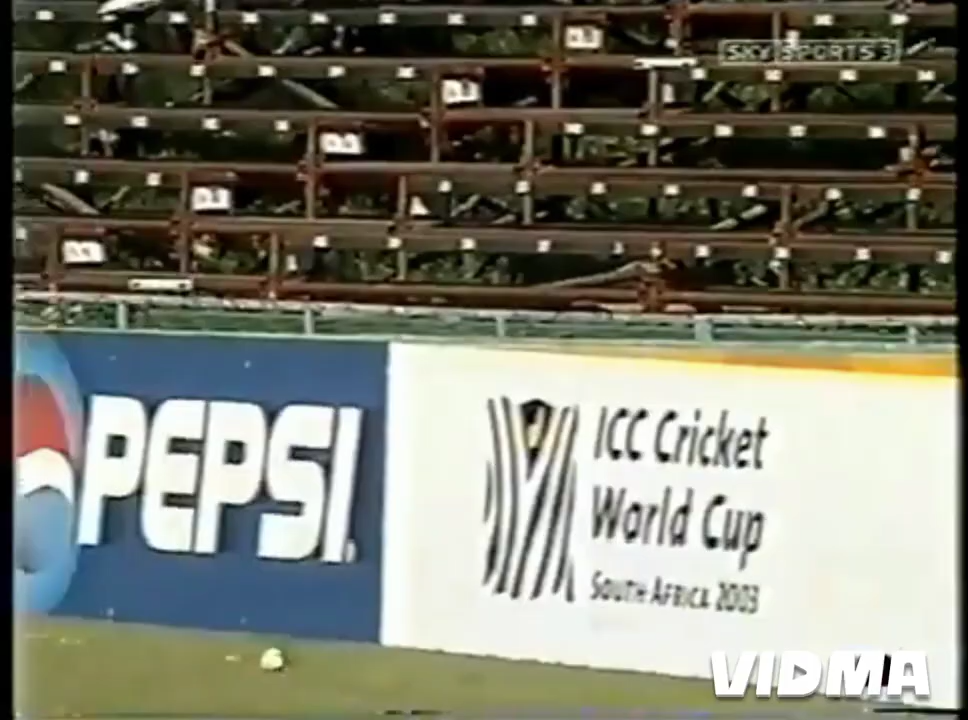 SKY SPORTS 3
PEPSI
ICC Cricket
World Cup
SOUTH AFRICA 2003
VIDMA